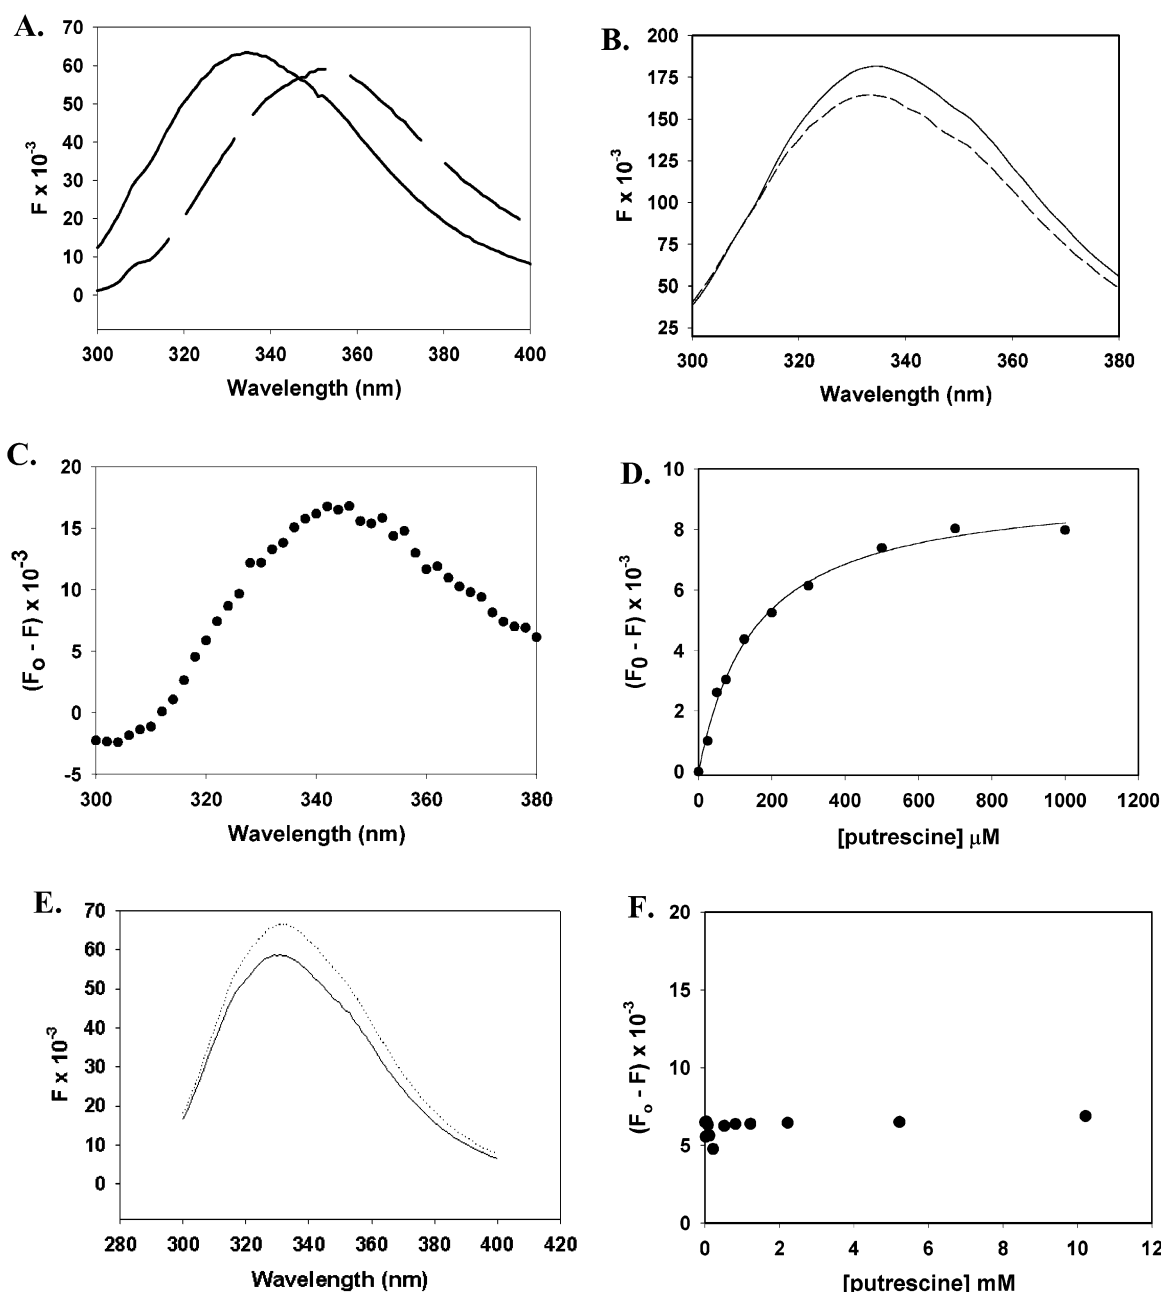 A.
70
60
50
40
30
20
10
0
F x 10-3
300 320 340 360 380 400
Wavelength (nm)
B.
200
175
150
125
100
75
50
25
F x 10-3
300 320 340 360 380
Wavelength (nm)
C.
20
15
10
5
0
-5
(Fo - F) x 10-3
300 320 340 360 380
Wavelength (nm)
D.
10
8
6
4
2
0
(F0 - F) x 10-3
0 200 400 600 800 1000 1200
[putrescine] μM
E.
70
60
50
40
30
20
10
0
F x 10-3
280 300 320 340 360 380 400 420
Wavelength (nm)
F.
20
15
10
5
0
(Fo - F) x 10-3
0 2 4 6 8 10 12
[putrescine] mM